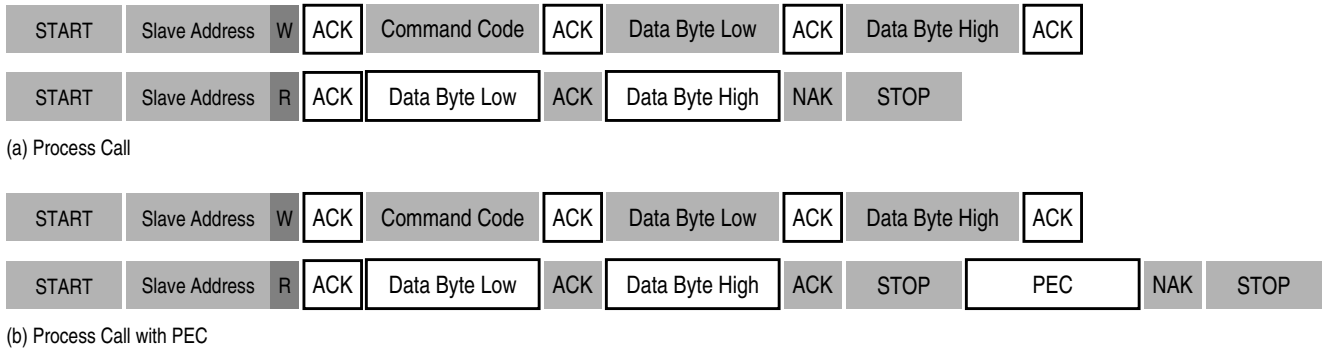 START Slave Address W ACK Command Code ACK Data Byte Low ACK Data Byte High ACK
START Slave Address R ACK Data Byte Low ACK Data Byte High NAK STOP
(a) Process Call
START Slave Address W ACK Command Code ACK Data Byte Low ACK Data Byte High ACK
START Slave Address R ACK Data Byte Low ACK Data Byte High ACK STOP PEC NAK STOP
(b) Process Call with PEC